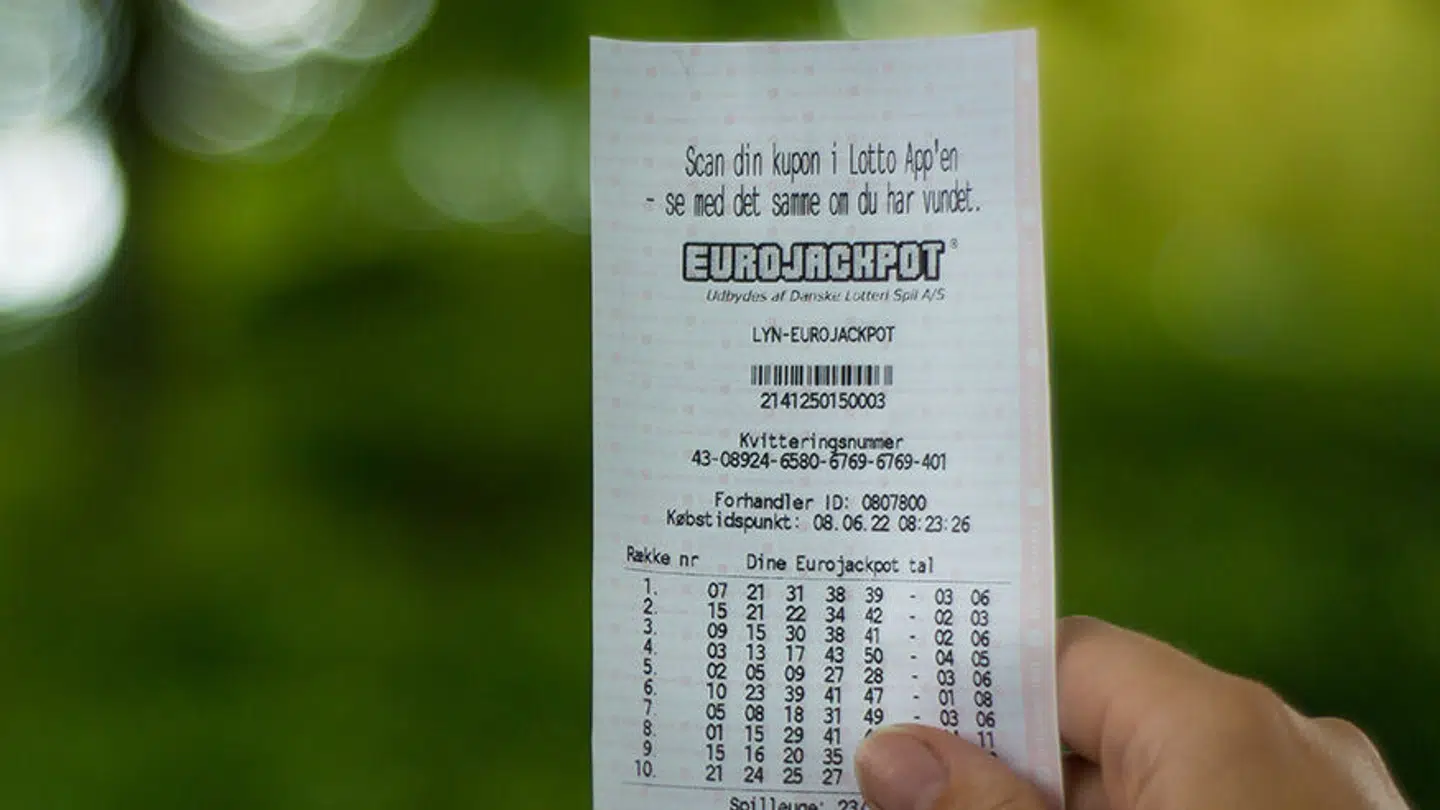 Scan din kupon i Lotto App'en
- se med det samme om du har vundet.
EUROJACKPOT®
Udbydes af Danske Lotteri Spil A/S
LYN-EUROJACKPOT
2141250150003
Kvitteringsnummer
43-08924-6580-6769-6769-401
Forhandler ID: 0807800
Købstidspunkt: 08.06.22 08:23:26
Række nr Dine Eurojackpot tal
1. 07 21 31 38 39 - 03 06
2. 15 21 22 34 42 - 02 03
3. 09 15 30 38 41 - 02 06
4. 03 13 17 43 50 - 04 05
5. 02 05 09 27 28 - 03 06
6. 10 23 39 41 47 - 01 08
7. 05 08 18 31 49 - 03 06
8. 01 15 29 41 11
9. 15 16 20 35
10. 21 24 25 27
Spilleuge: 23/